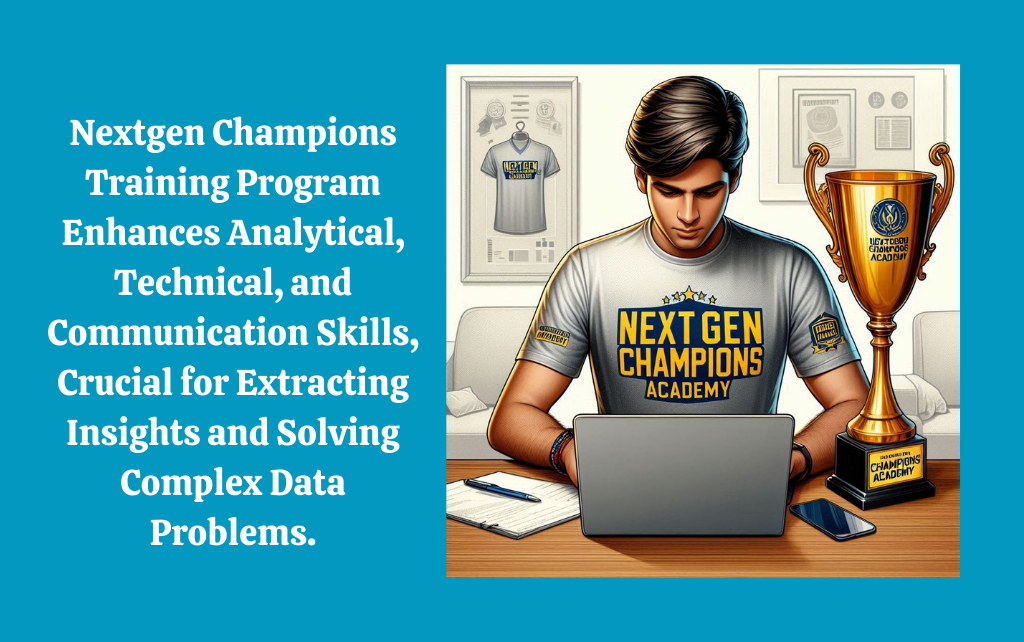 Nextgen Champions
Training Program
Enhances Analytical,
Technical, and
Communication Skills,
Crucial for Extracting
Insights and Solving
Complex Data
Problems.
NEXT GEN
CHAMPIONS
ACADEMY
CHAMPIONS
ACADEMY